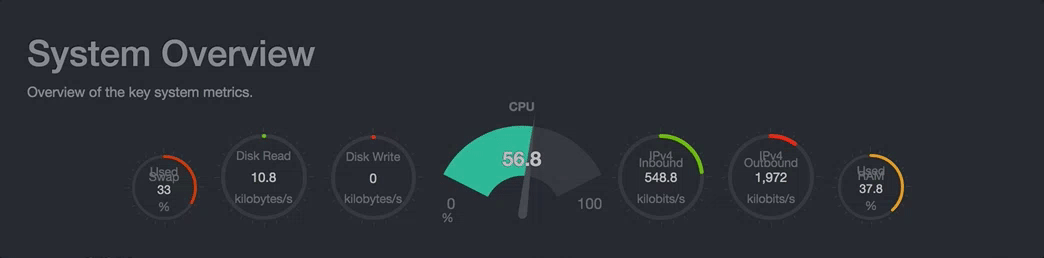 System Overview
Overview of the key system metrics.
Used
Swap
33
%
Disk Read
10.8
kilobytes/s
Disk Write
0
kilobytes/s
CPU
56.8
0
100
%
IPv4
Inbound
548.8
kilobits/s
IPv4
Outbound
1,972
kilobits/s
Used
RAM
37.8
%